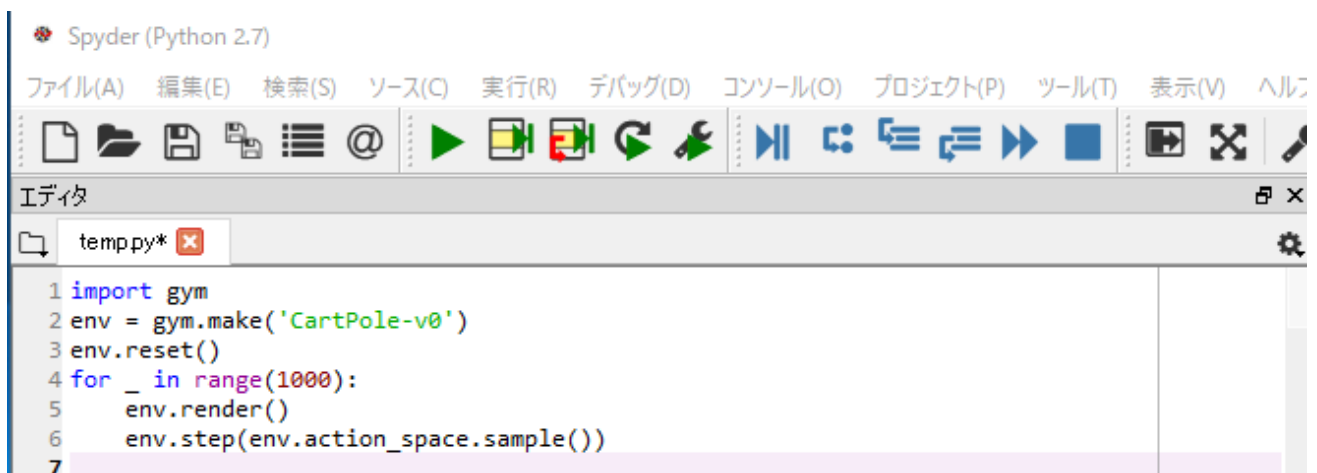 Spyder (Python 2.7)
ファイル(A) 編集(E) 検索(S) ソース(C) 実行(R) デバッグ(D) コンソール(O) プロジェクト(P) ツール(T) 表示(V) ヘルプ
エディタ
temp.py*
1 import gym
2 env = gym.make('CartPole-v0')
3 env.reset()
4 for _ in range(1000):
5     env.render()
6     env.step(env.action_space.sample())
7